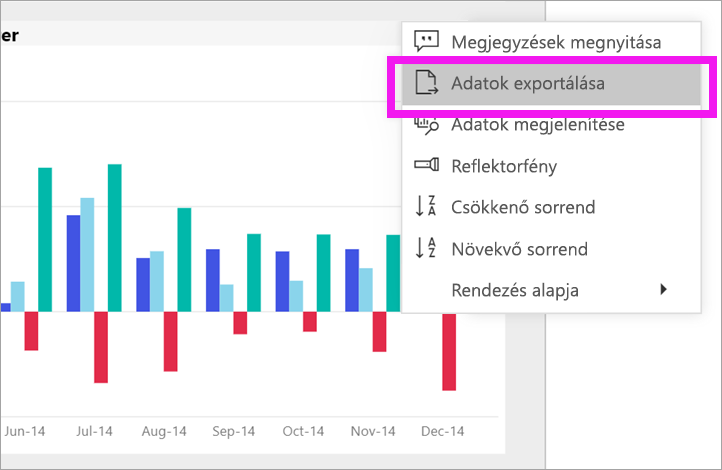 er
Megjegyzések megnyitása
Adatok exportálása
Adatok megjelenítése
Reflektorfény
Csökkenő sorrend
Növekvő sorrend
Rendezés alapja
Jun-14 Jul-14 Aug-14 Sep-14 Oct-14 Nov-14 Dec-14